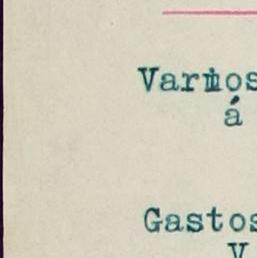 Varios
á
Gastos
V